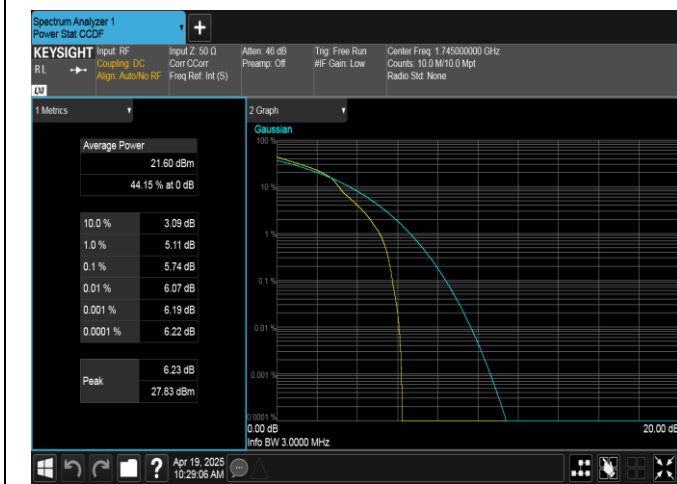 Spectrum Analyzer 1
Power Stat CCDF
+
KEYSIGHT
RL
LXI
Input: RF
Coupling: DC
Align: Auto/No RF
Input Z: 50 Ω
Corr CCorr
Freq Ref: Int (S)
Atten: 46 dB
Preamp: Off
Trig: Free Run
#IF Gain: Low
Center Freq: 1.745000000 GHz
Counts: 10.0 M/10.0 Mpt
Radio Std: None
1 Metrics
Average Power
21.60 dBm
44.15 % at 0 dB
10.0 % 3.09 dB
1.0 % 5.11 dB
0.1 % 5.74 dB
0.01 % 6.07 dB
0.001 % 6.19 dB
0.0001 % 6.22 dB
Peak
6.23 dB
27.83 dBm
2 Graph
Gaussian
100 %
10 %
1 %
0.1 %
0.01 %
0.001 %
0.0001 %
0.00 dB 20.00 dB
Info BW 3.0000 MHz
?
Apr 19, 2025
10:29:06 AM